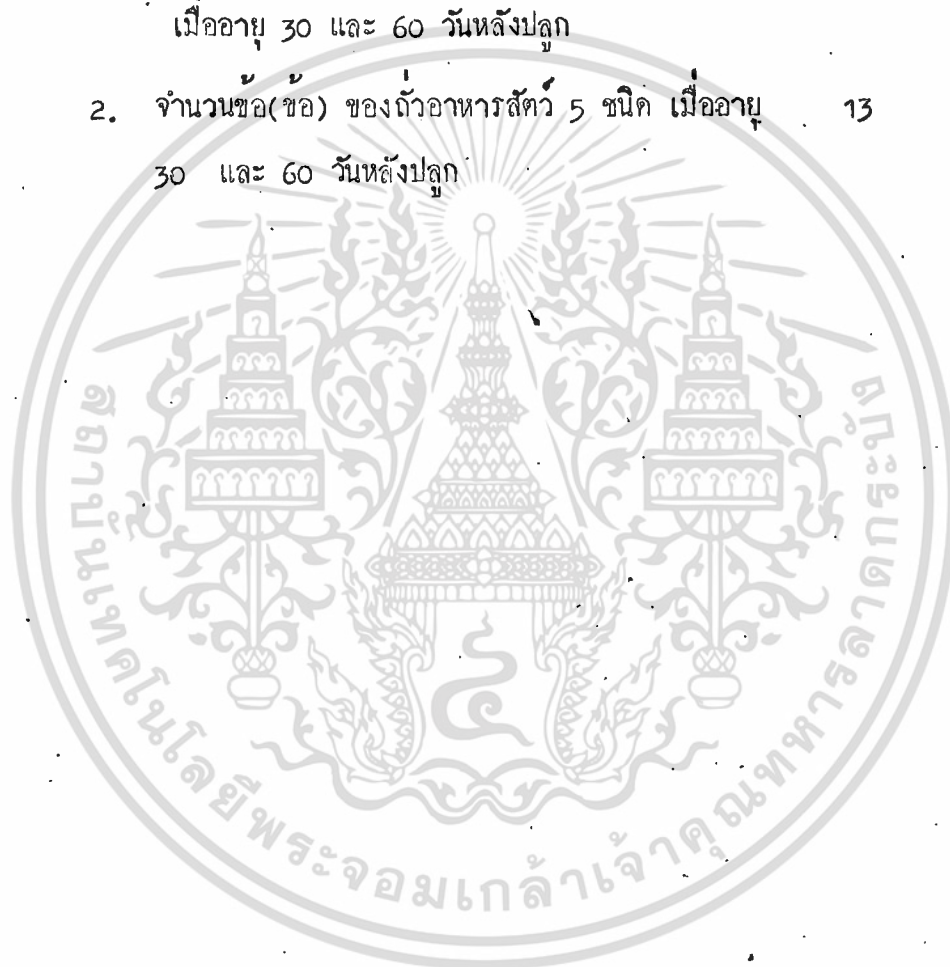 เมื่ออายุ 30 และ 60 วันหลังปลูก
2. จำนวนข้อ(ข้อ) ของถั่วอาหารสัตว์ 5 ชนิด เมื่ออายุ 13
30 และ 60 วันหลังปลูก
สถาบันเทคโนโลยีพระจอมเกล้าเจ้าคุณทหารลาดกระบัง
๔